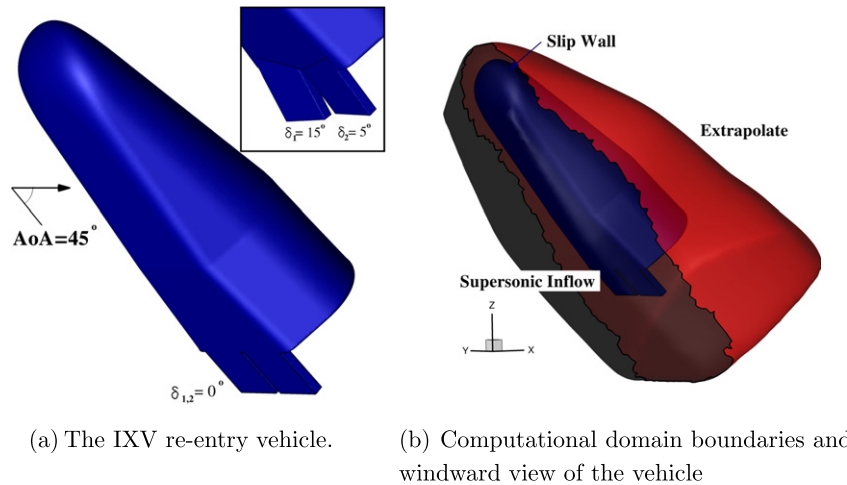 δ1= 15° δ2= 5°
AoA=45°
δ1,2= 0°
(a) The IXV re-entry vehicle.
Slip Wall
Extrapolate
Supersonic Inflow
Z
Y X
(b) Computational domain boundaries and
windward view of the vehicle